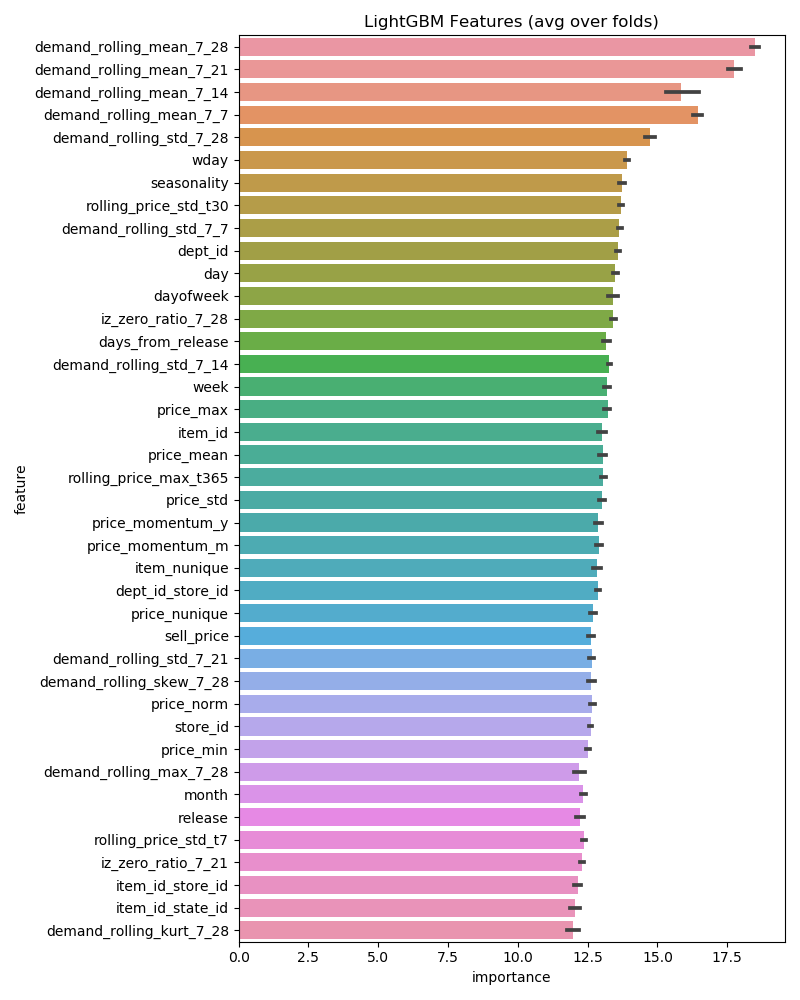 LightGBM Features (avg over folds)
demand_rolling_mean_7_28
demand_rolling_mean_7_21
demand_rolling_mean_7_14
demand_rolling_mean_7_7
demand_rolling_std_7_28
wday
seasonality
rolling_price_std_t30
demand_rolling_std_7_7
dept_id
day
dayofweek
iz_zero_ratio_7_28
days_from_release
demand_rolling_std_7_14
week
price_max
item_id
price_mean
rolling_price_max_t365
price_std
price_momentum_y
price_momentum_m
item_nunique
dept_id_store_id
price_nunique
sell_price
demand_rolling_std_7_21
demand_rolling_skew_7_28
price_norm
store_id
price_min
demand_rolling_max_7_28
month
release
rolling_price_std_t7
iz_zero_ratio_7_21
item_id_store_id
item_id_state_id
demand_rolling_kurt_7_28
feature
0.0 2.5 5.0 7.5 10.0 12.5 15.0 17.5
importance